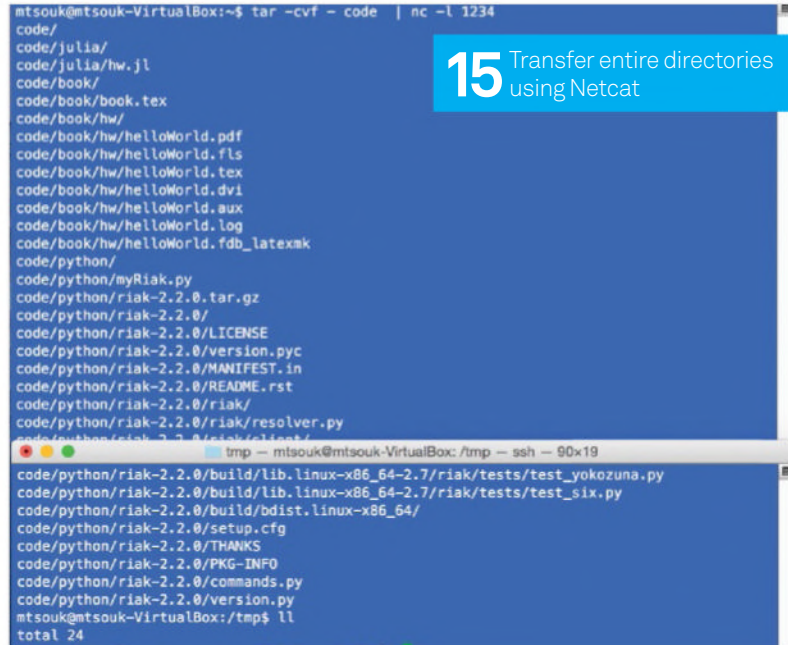 mtsouk@mtsouk-VirtualBox:~$ tar -cvf - code | nc -l 1234
code/
code/julia/
code/julia/hw.jl
code/book/
code/book/book.tex
code/book/hw/
code/book/hw/helloWorld.pdf
code/book/hw/helloWorld.fls
code/book/hw/helloWorld.tex
code/book/hw/helloWorld.dvi
code/book/hw/helloWorld.aux
code/book/hw/helloWorld.log
code/book/hw/helloWorld.fdb_latexmk
code/python/
code/python/myRiak.py
code/python/riak-2.2.0.tar.gz
code/python/riak-2.2.0/
code/python/riak-2.2.0/LICENSE
code/python/riak-2.2.0/version.pyc
code/python/riak-2.2.0/MANIFEST.in
code/python/riak-2.2.0/README.rst
code/python/riak-2.2.0/riak/
code/python/riak-2.2.0/riak/resolver.py
code/python/riak-2.2.0/riak/client/
15 Transfer entire directories
using Netcat
tmp — mtsouk@mtsouk-VirtualBox: /tmp — ssh — 90×19
code/python/riak-2.2.0/build/lib.linux-x86_64-2.7/riak/tests/test_yokozuna.py
code/python/riak-2.2.0/build/lib.linux-x86_64-2.7/riak/tests/test_six.py
code/python/riak-2.2.0/build/bdist.linux-x86_64/
code/python/riak-2.2.0/setup.cfg
code/python/riak-2.2.0/THANKS
code/python/riak-2.2.0/PKG-INFO
code/python/riak-2.2.0/commands.py
code/python/riak-2.2.0/version.py
mtsouk@mtsouk-VirtualBox:/tmp$ ll
total 24